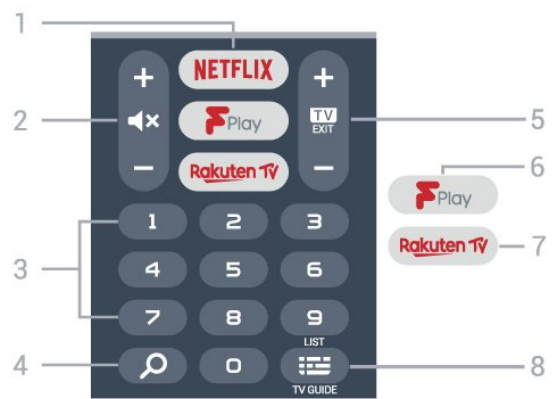 1
+ NETFLIX +
2 Play TV EXIT 5
− Rakuten TV −
6 Play
Rakuten TV 7
1 2 3
3 4 5 6
7 8 9
LIST
4 0 8
TV GUIDE